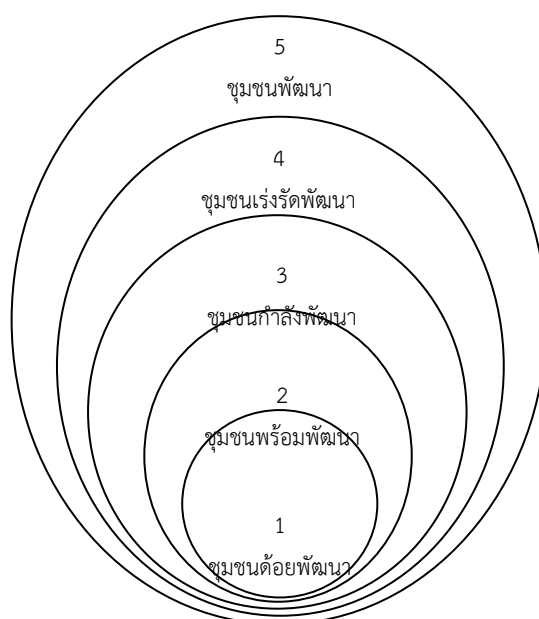 5
ชุมชนพัฒนา
4
ชุมชนเร่งรัดพัฒนา
3
ชุมชนกำลังพัฒนา
2
ชุมชนพร้อมพัฒนา
1
ชุมชนด้อยพัฒนา